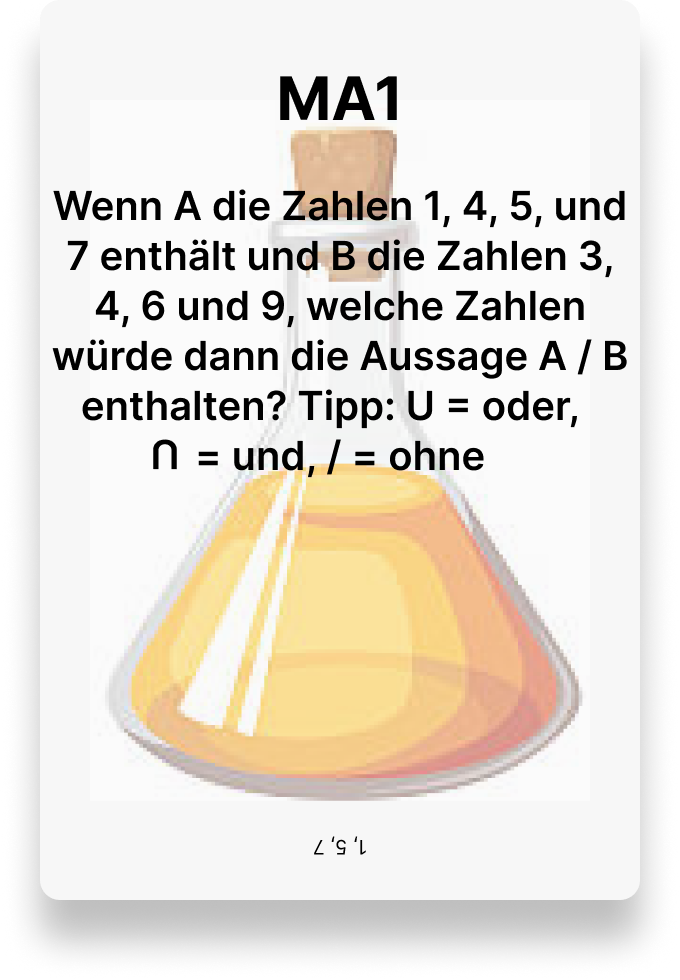 MA1
Wenn A die Zahlen 1, 4, 5, und
7 enthält und B die Zahlen 3,
4, 6 und 9, welche Zahlen
würde dann die Aussage A / B
enthalten? Tipp: U = oder,
∩ = und, / = ohne
1, 5, 7